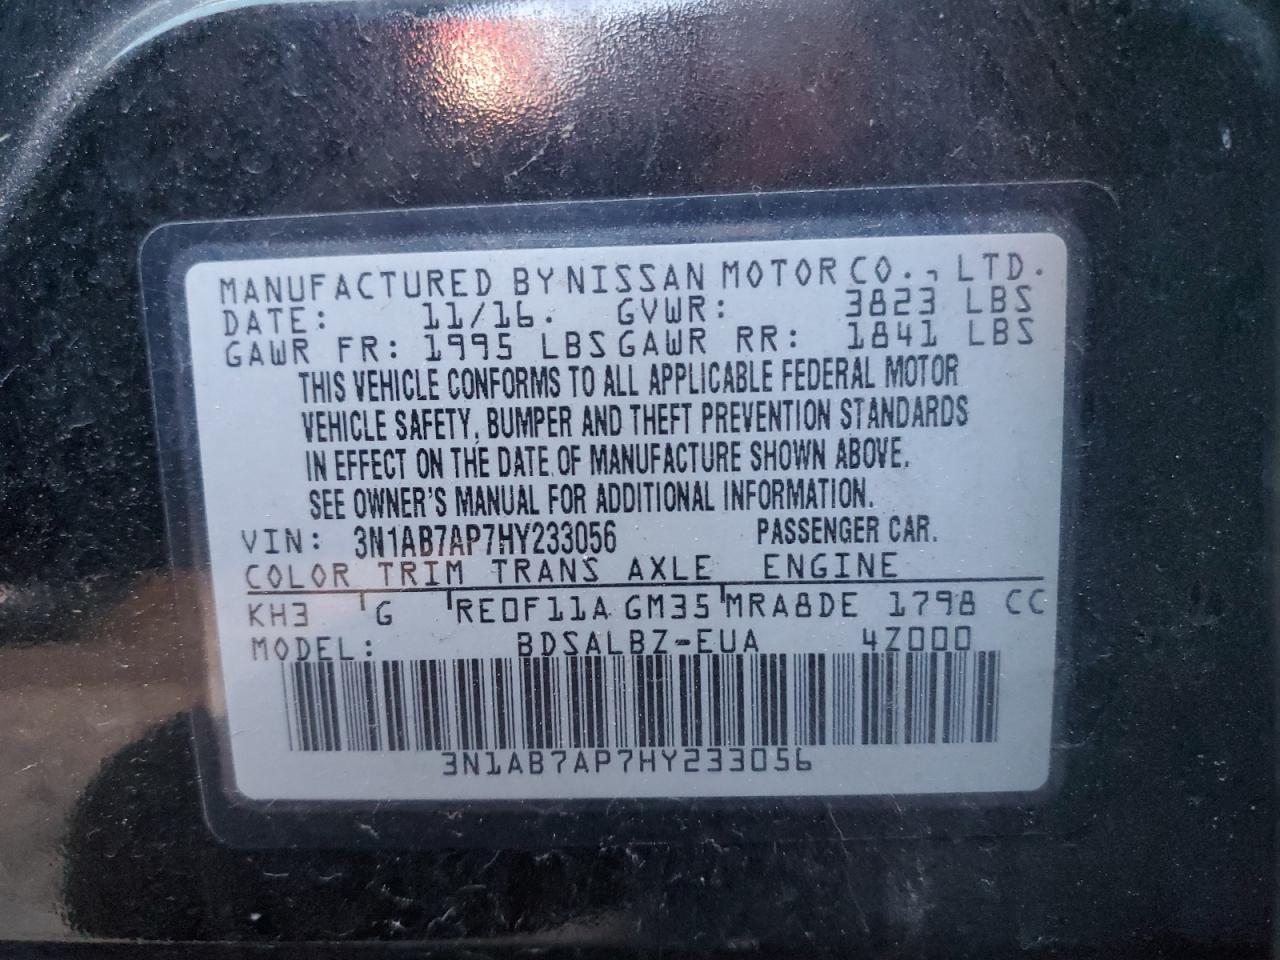 MANUFACTURED BY NISSAN MOTOR CO., LTD.
DATE: 11/16. GVWR: 3823 LBS
GAWR FR: 1995 LBS GAWR RR: 1841 LBS
THIS VEHICLE CONFORMS TO ALL APPLICABLE FEDERAL MOTOR
VEHICLE SAFETY, BUMPER AND THEFT PREVENTION STANDARDS
IN EFFECT ON THE DATE OF MANUFACTURE SHOWN ABOVE.
SEE OWNER'S MANUAL FOR ADDITIONAL INFORMATION.
VIN: 3N1AB7AP7HY233056 PASSENGER CAR.
COLOR TRIM TRANS AXLE ENGINE
KH3 G RE0F11A GM35 MRA8DE 1798 CC
MODEL: BDSALBZ-EUA 4Z000
3N1AB7AP7HY233056